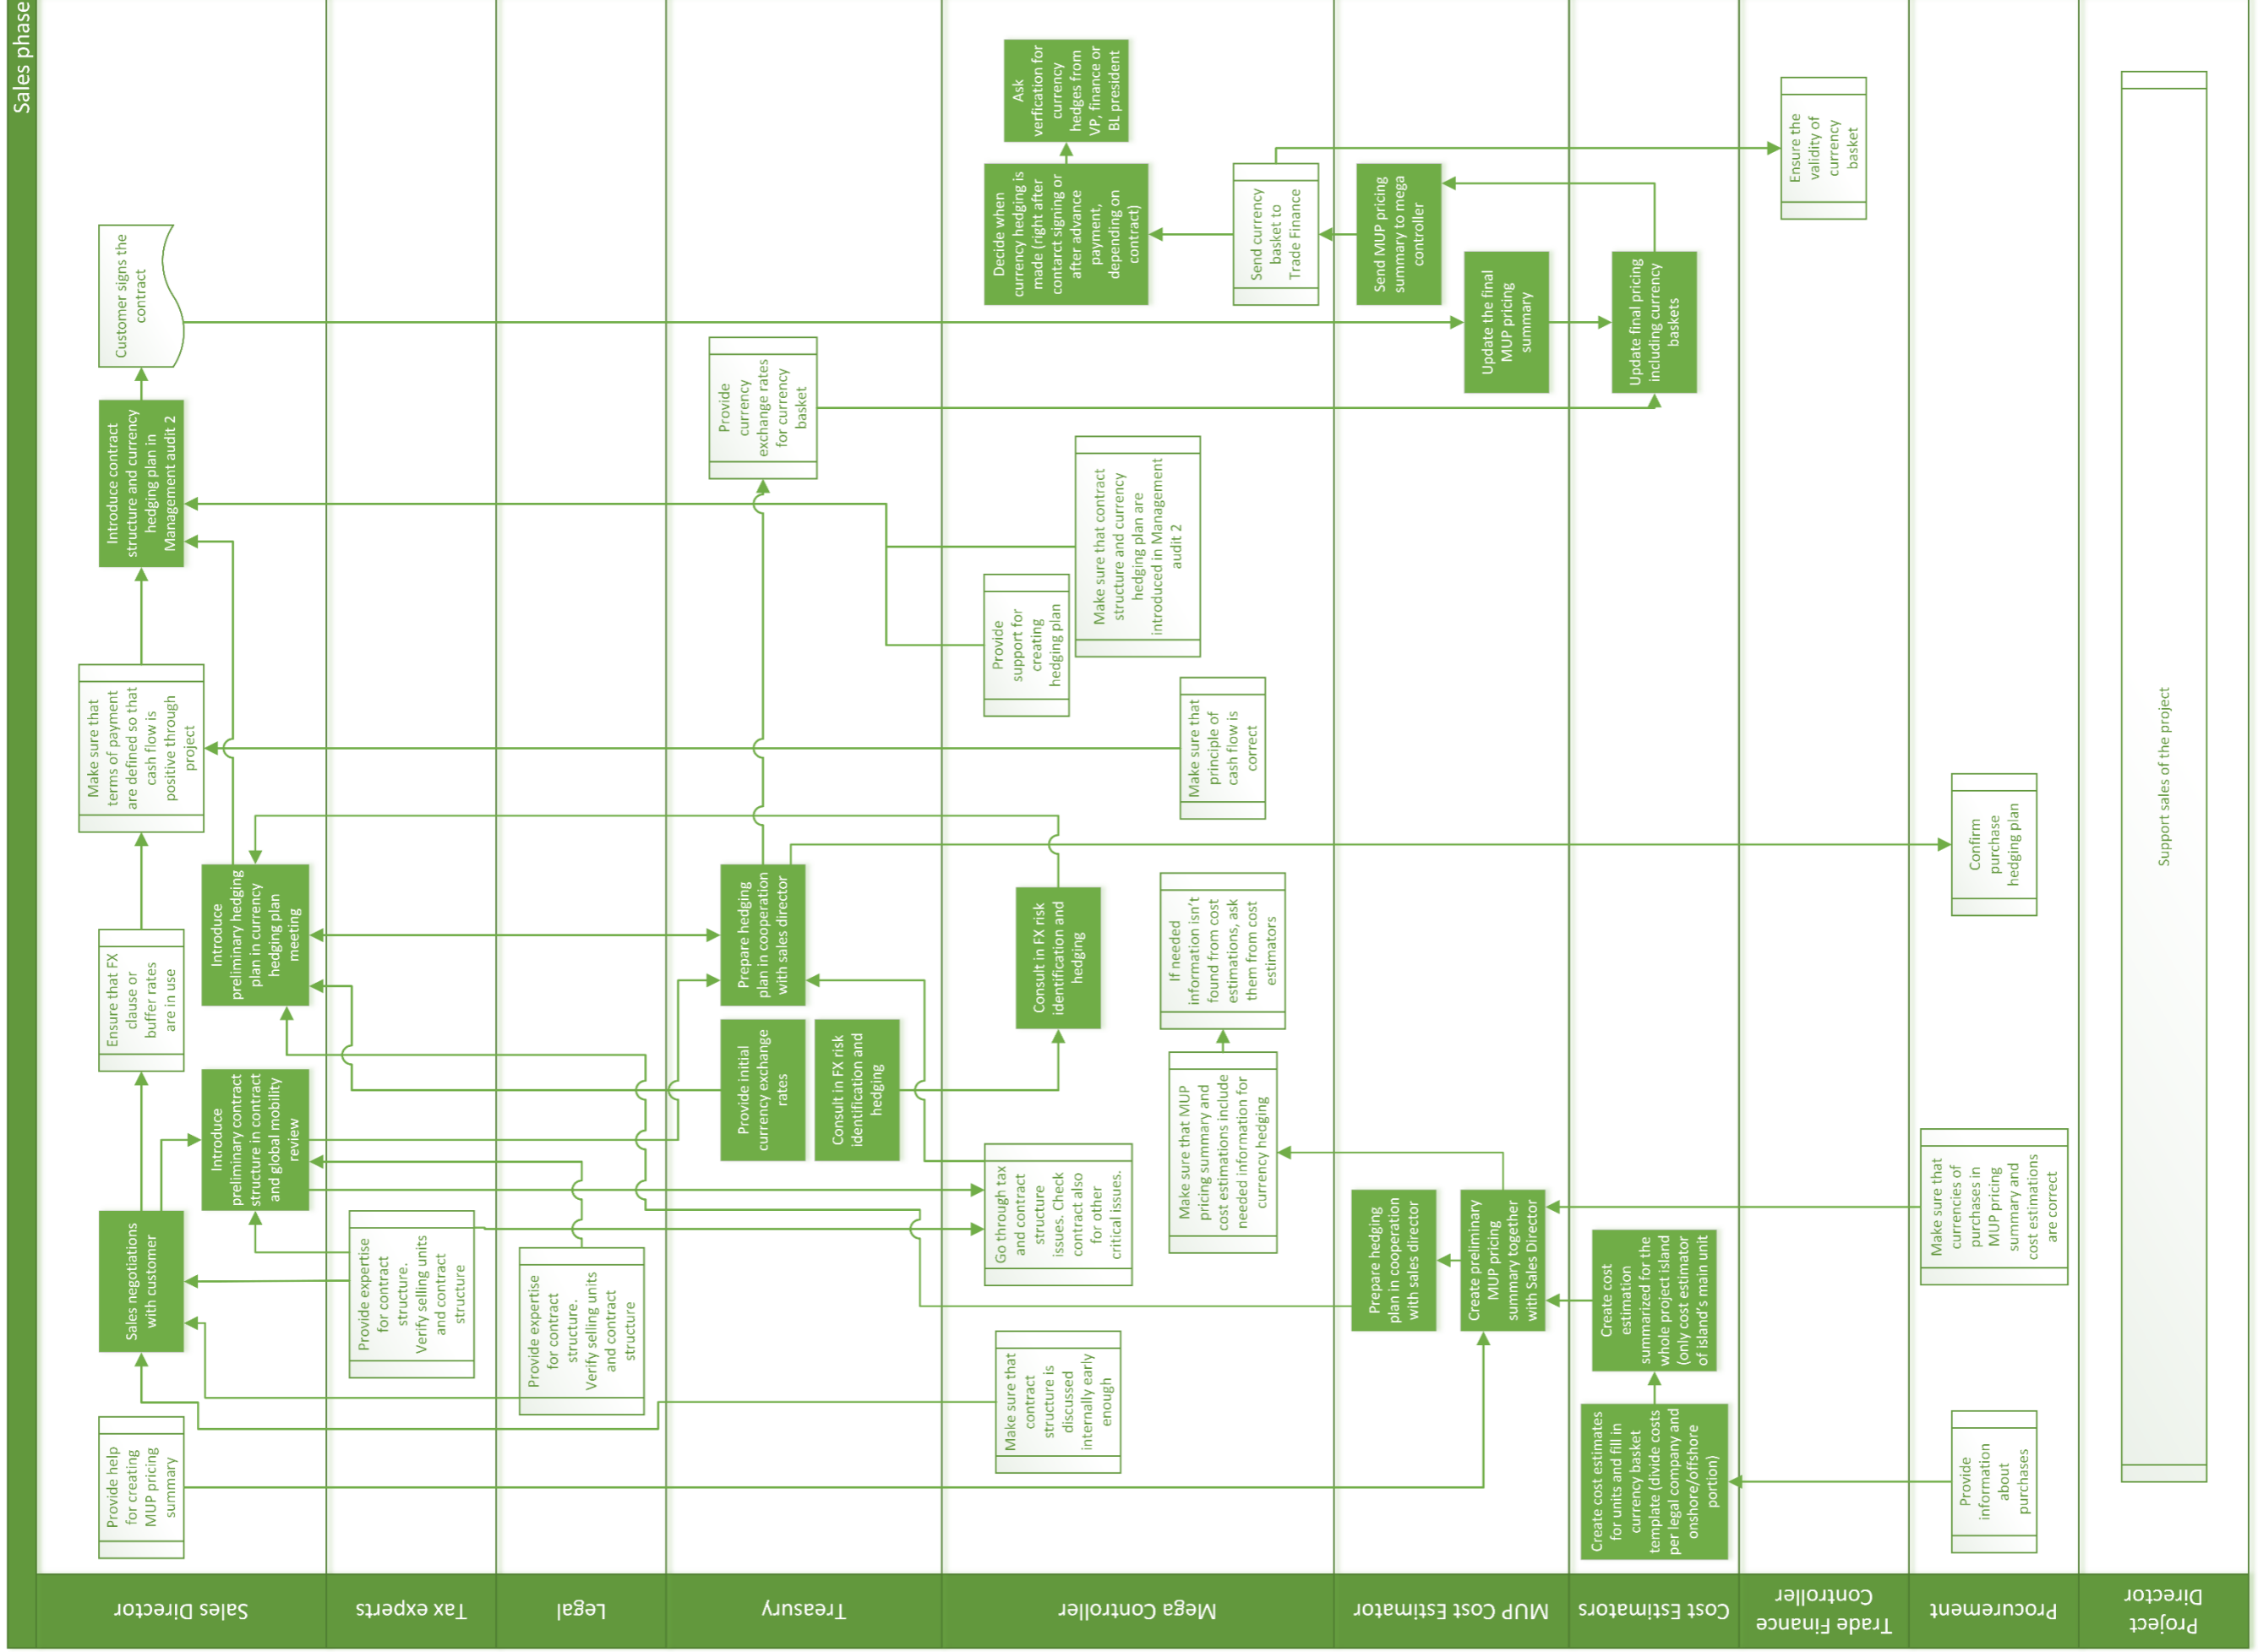 Sales phase
Sales Director
Provide help
for creating
MUP pricing
summary
Sales negotiations
with customer
Introduce
preliminary contract
structure in contract
and global mobility
review
Ensure that FX
clause or
buffer rates
are in use
Introduce
preliminary hedging
plan in currency
hedging plan
meeting
Make sure that
terms of payment
are defined so that
cash flow is
positive through
project
Introduce contract
structure and currency
hedging plan in
Management audit 2
Customer signs the
contract
Tax experts
Provide expertise
for contract
structure.
Verify selling units
and contract
structure
Legal
Provide expertise
for contract
structure.
Verify selling units
and contract
structure
Treasury
Provide initial
currency exchange
rates
Consult in FX risk
identification and
hedging
Prepare hedging
plan in cooperation
with sales director
Provide
currency
exchange rates
for currency
basket
Mega Controller
Make sure that
contract
structure is
discussed
internally early
enough
Go through tax
and contract
structure
issues. Check
contract also
for other
critical issues.
Make sure that MUP
pricing summary and
cost estimations include
needed information for
currency hedging
Consult in FX risk
identification and
hedging
If needed
information isn't
found from cost
estimations, ask
them from cost
estimators
Make sure that
principle of
cash flow is
correct
Provide
support for
creating
hedging plan
Make sure that contract
structure and currency
hedging plan are
introduced in Management
audit 2
Decide when
currency hedging is
made (right after
contarct signing or
after advance
payment,
depending on
contract)
Send currency
basket to
Trade Finance
Ask
verfication for
currency
hedges from
VP, finance or
BL president
MUP Cost Estimator
Prepare hedging
plan in cooperation
with sales director
Create preliminary
MUP pricing
summary together
with Sales Director
Send MUP pricing
summary to mega
controller
Update the final
MUP pricing
summary
Cost Estimators
Create cost estimates
for units and fill in
currency basket
template (divide costs
per legal company and
onshore/offshore
portion)
Create cost
estimation
summarized for the
whole project island
(only cost estimator
of island's main unit
Update final pricing
including currency
baskets
Trade Finance
Controller
Ensure the
validity of
currency
basket
Procurement
Provide
information
about
purchases
Make sure that
currencies of
purchases in
MUP pricing
summary and
cost estimations
are correct
Confirm
purchase
hedging plan
Project
Director
Support sales of the project